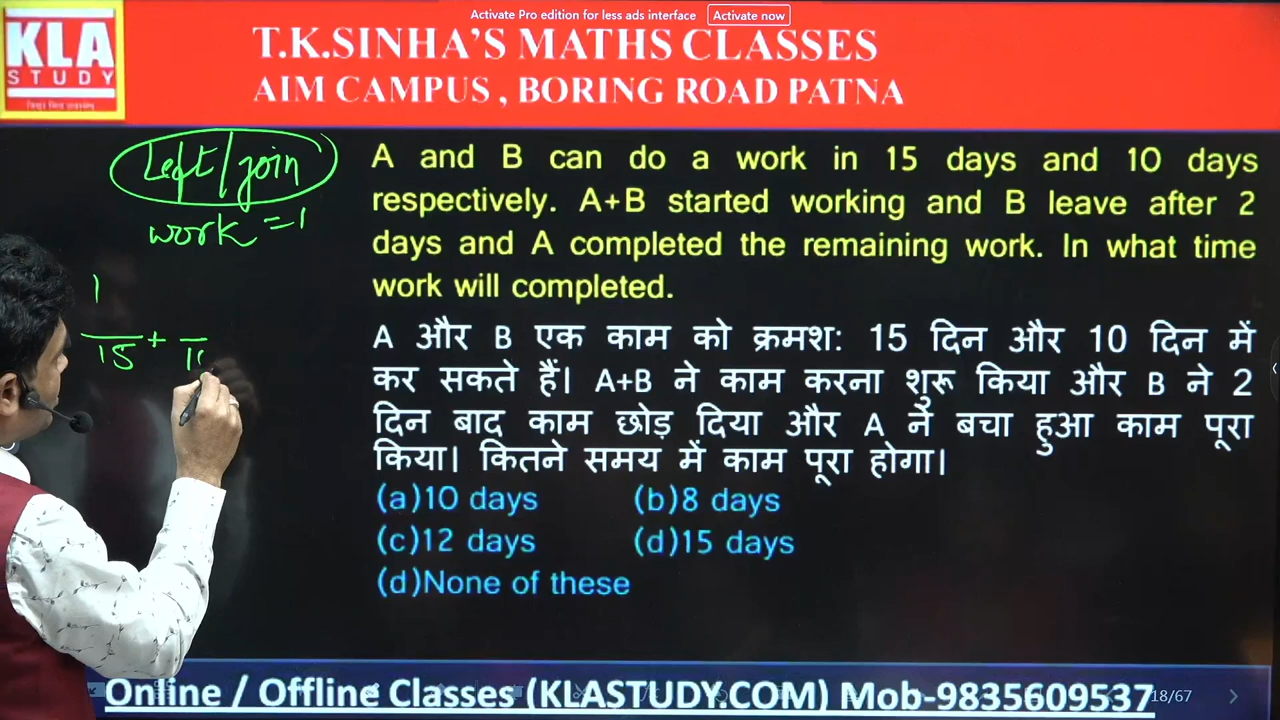 Activate Pro edition for less ads interface
Activate now
KLA
STUDY
T.K.SINHA'S MATHS CLASSES
AIM CAMPUS , BORING ROAD PATNA
Left/join
work =1
1
15 + 10
A and B can do a work in 15 days and 10 days
respectively. A+B started working and B leave after 2
days and A completed the remaining work. In what time
work will completed.
A और B एक काम को क्रमश: 15 दिन और 10 दिन में
कर सकते हैं। A+B ने काम करना शुरू किया और B ने 2
दिन बाद काम छोड़ दिया और A ने बचा हुआ काम पूरा
किया। कितने समय में काम पूरा होगा।
(a)10 days (b)8 days
(c)12 days (d)15 days
(d)None of these
Online / Offline Classes (KLASTUDY.COM) Mob-9835609537
18/67